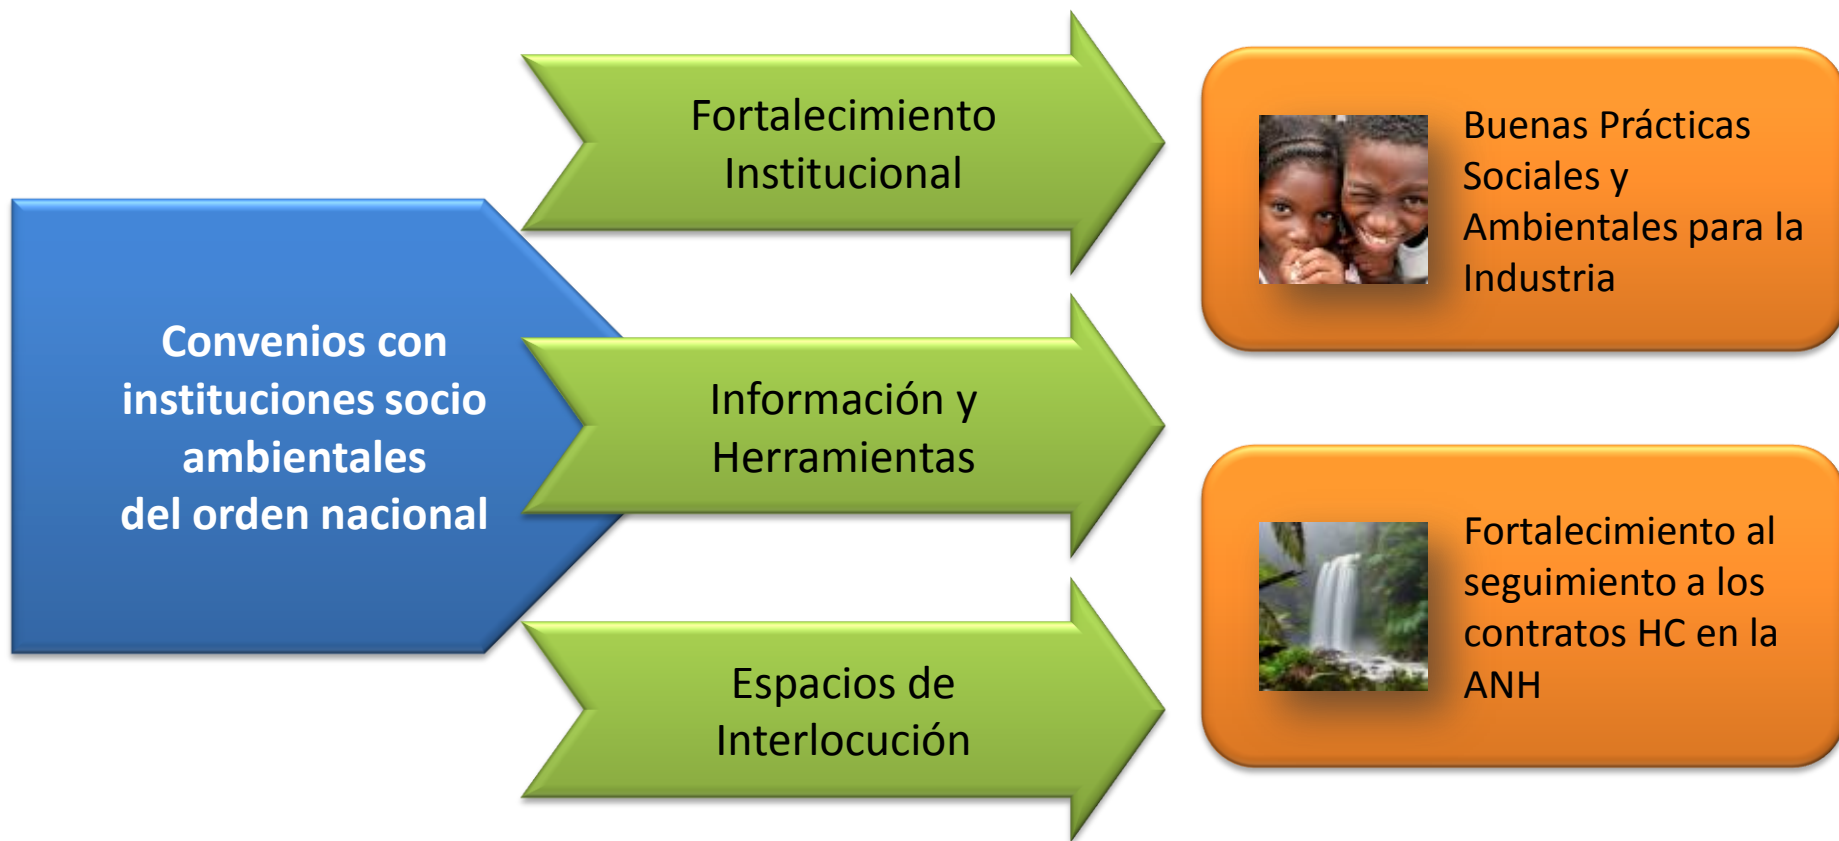 Convenios con
instituciones socio
ambientales
del orden nacional
Fortalecimiento
Institucional
Información y
Herramientas
Espacios de
Interlocución
Buenas Prácticas
Sociales y
Ambientales para la
Industria
Fortalecimiento al
seguimiento a los
contratos HC en la
ANH